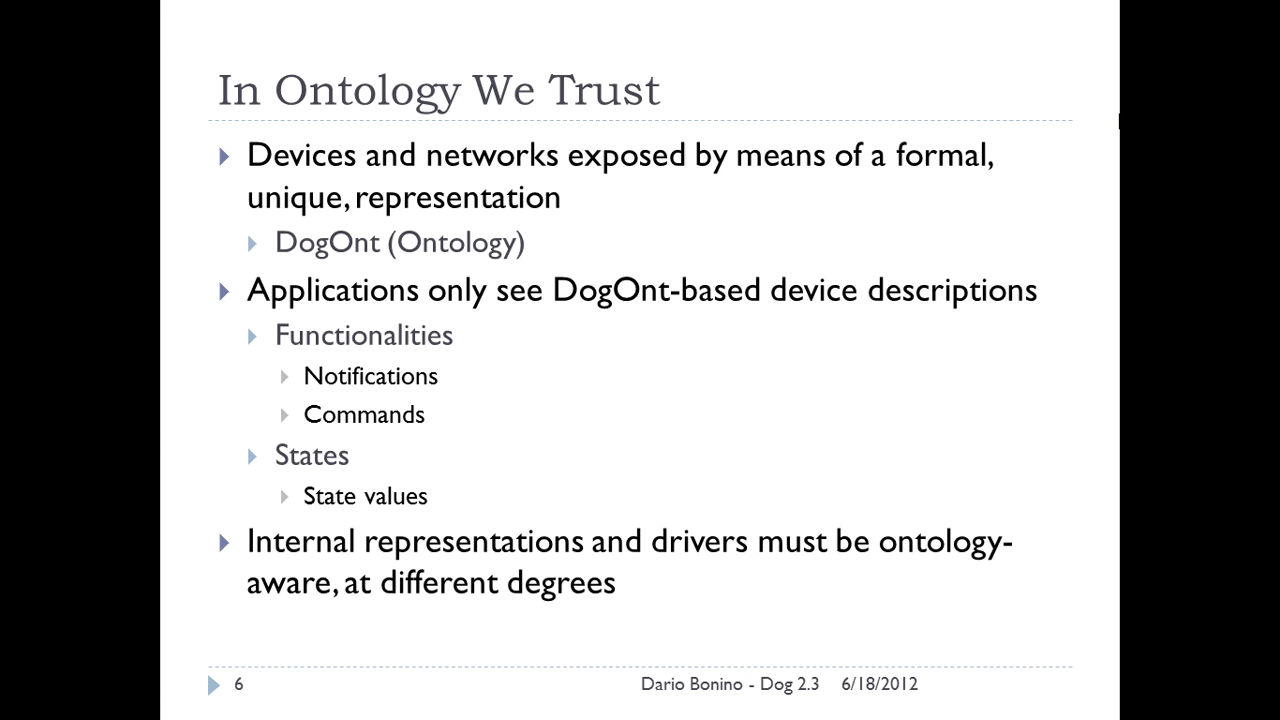 In Ontology We Trust
Devices and networks exposed by means of a formal,
unique, representation
DogOnt (Ontology)
Applications only see DogOnt-based device descriptions
Functionalities
Notifications
Commands
States
State values
Internal representations and drivers must be ontology-
aware, at different degrees
6 Dario Bonino - Dog 2.3 6/18/2012